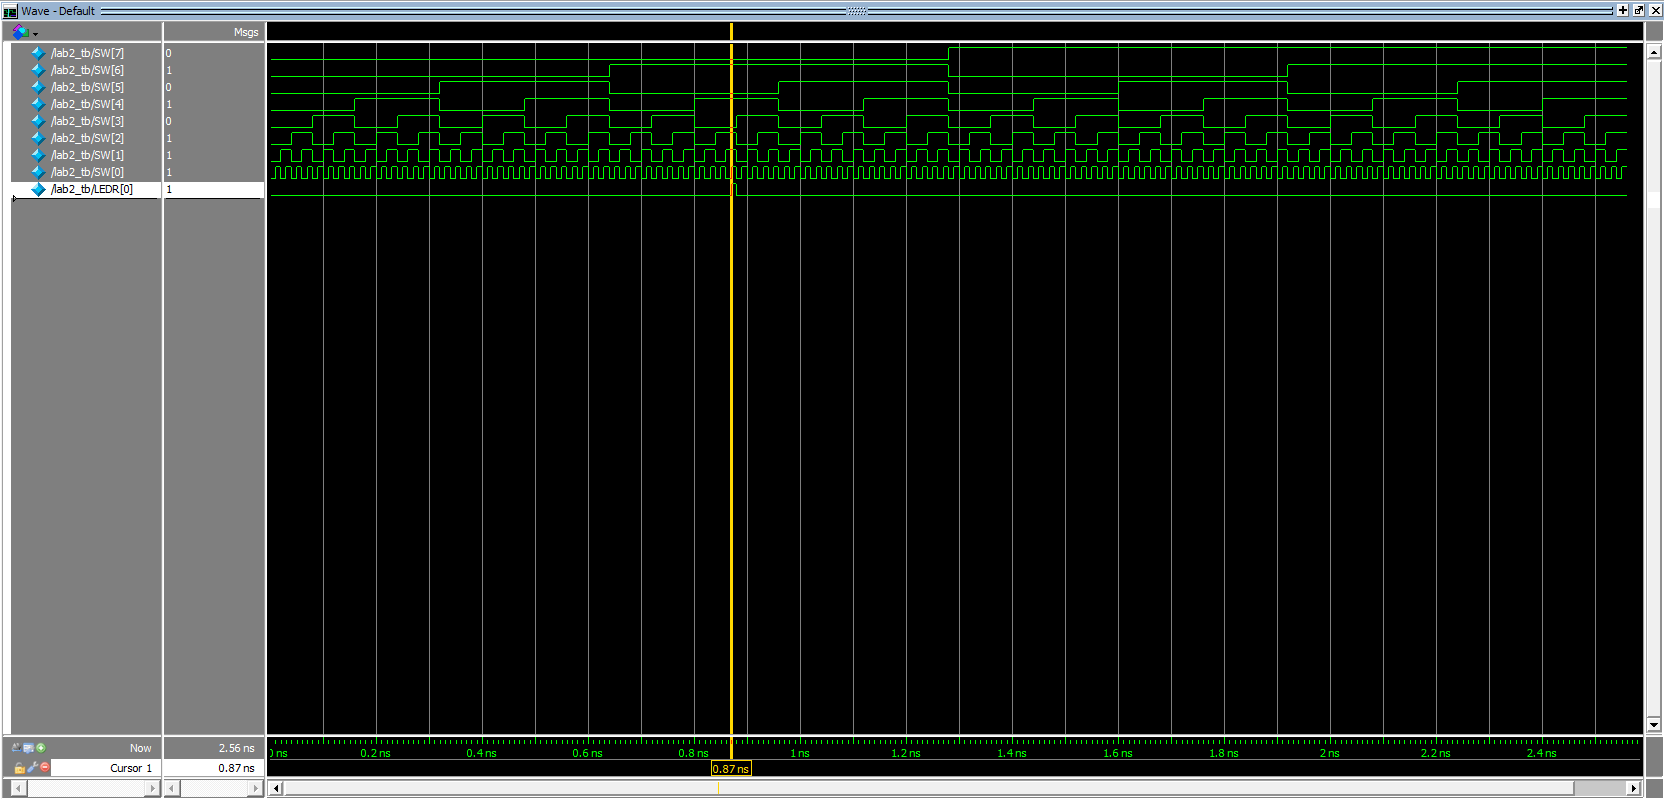 Wave - Default
Msgs
/lab2_tb/SW[7] 0
/lab2_tb/SW[6] 1
/lab2_tb/SW[5] 0
/lab2_tb/SW[4] 1
/lab2_tb/SW[3] 0
/lab2_tb/SW[2] 1
/lab2_tb/SW[1] 1
/lab2_tb/SW[0] 1
/lab2_tb/LEDR[0] 1
Now 2.56 ns ns 0.2 ns 0.4 ns 0.6 ns 0.8 ns 1 ns 1.2 ns 1.4 ns 1.6 ns 1.8 ns 2 ns 2.2 ns 2.4 ns
Cursor 1 0.87 ns 0.87 ns